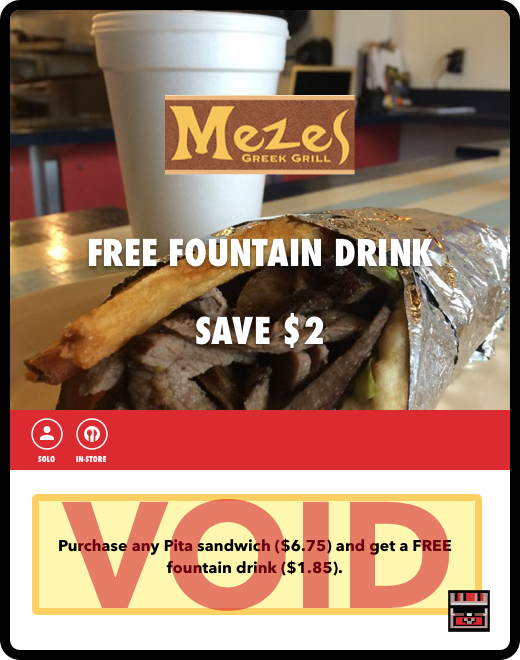 Mezes
GREEK GRILL
FREE FOUNTAIN DRINK
SAVE $2
SOLO
IN-STORE
VOID
Purchase any Pita sandwich ($6.75) and get a FREE
fountain drink ($1.85).